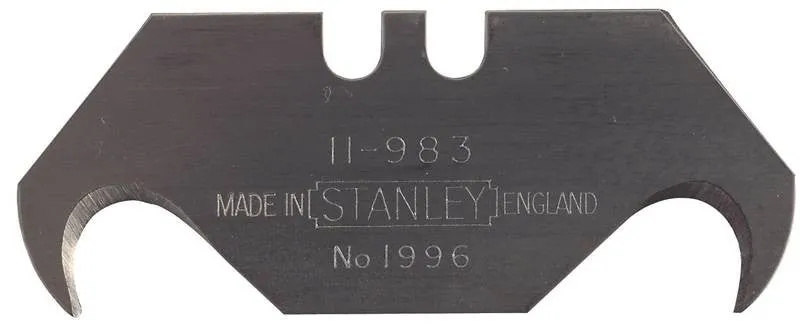 11-983
MADE IN STANLEY ENGLAND
No 1996